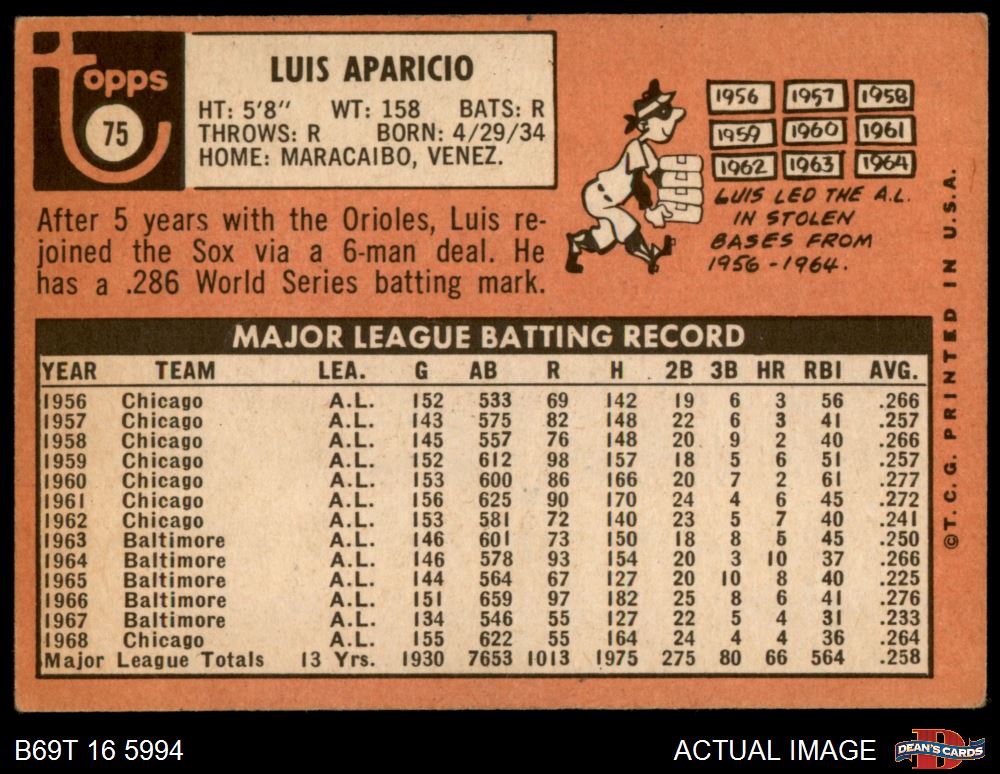 Topps
75
LUIS APARICIO
HT: 5'8" WT: 158 BATS: R
THROWS: R BORN: 4/29/34
HOME: MARACAIBO, VENEZ.
After 5 years with the Orioles, Luis re-
joined the Sox via a 6-man deal. He
has a .286 World Series batting mark.
1956 1957 1958
1959 1960 1961
1962 1963 1964
LUIS LED THE A.L.
IN STOLEN
BASES FROM
1956-1964.
MAJOR LEAGUE BATTING RECORD
YEAR TEAM LEA. G AB R H 2B 3B HR RBI AVG.
1956 Chicago A.L. 152 533 69 142 19 6 3 56 .266
1957 Chicago A.L. 143 575 82 148 22 6 3 41 .257
1958 Chicago A.L. 145 557 76 148 20 9 2 40 .266
1959 Chicago A.L. 152 612 98 157 18 5 6 51 .257
1960 Chicago A.L. 153 600 86 166 20 7 2 61 .277
1961 Chicago A.L. 156 625 90 170 24 4 6 45 .272
1962 Chicago A.L. 153 581 72 140 23 5 7 40 .241
1963 Baltimore A.L. 146 601 73 150 18 8 5 45 .250
1964 Baltimore A.L. 146 578 93 154 20 3 10 37 .266
1965 Baltimore A.L. 144 564 67 127 20 10 8 40 .225
1966 Baltimore A.L. 151 659 97 182 25 8 6 41 .276
1967 Baltimore A.L. 134 546 55 127 22 5 4 31 .233
1968 Chicago A.L. 155 622 55 164 24 4 4 36 .264
Major League Totals 13 Yrs. 1930 7653 1013 1975 275 80 66 564 .258
©T.C.G. PRINTED IN U.S.A.
B69T 16 5994
ACTUAL IMAGE
DEAN'S CARDS